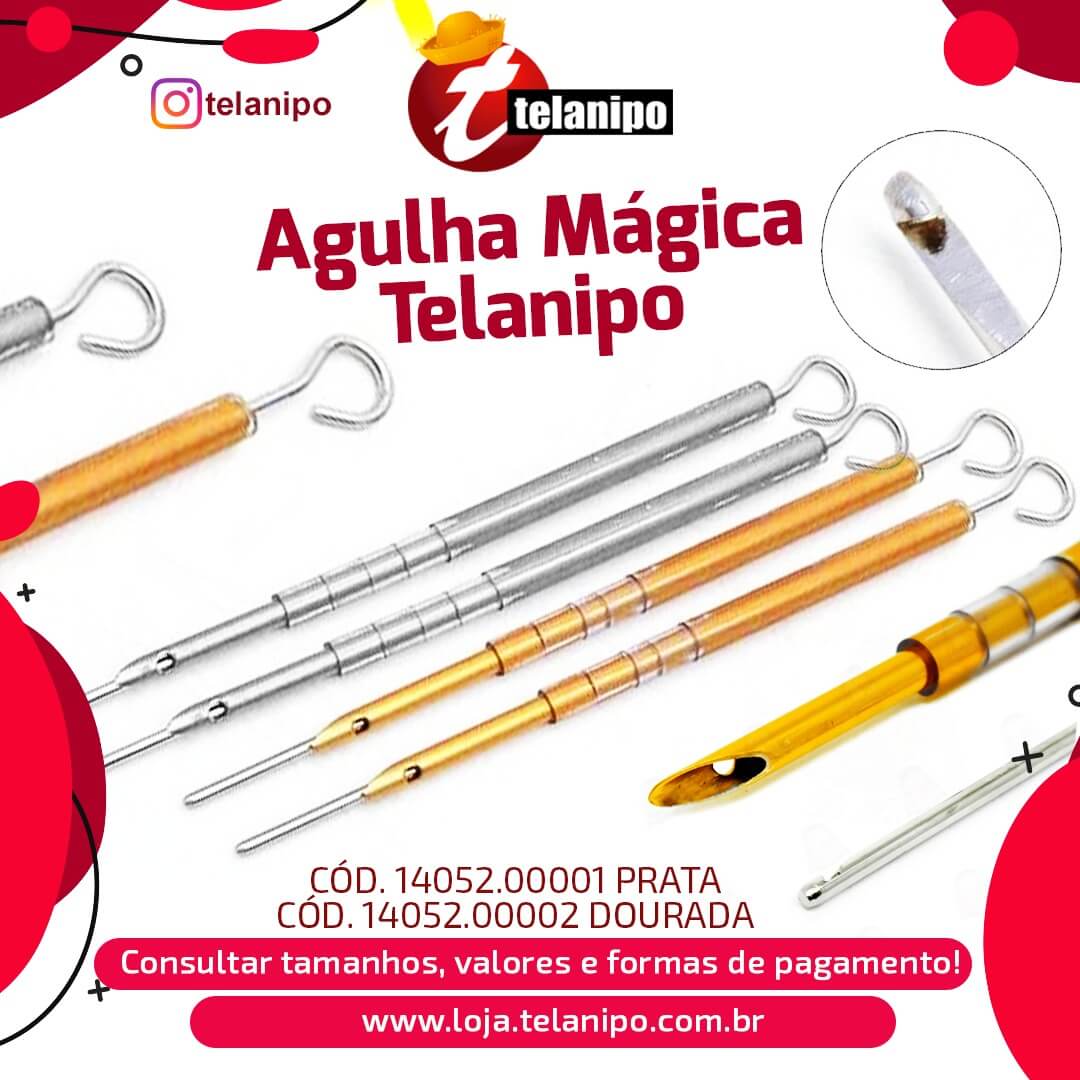 telanipo
t telanipo
Agulha Mágica
Telanipo
CÓD. 14052.00001 PRATA
CÓD. 14052.00002 DOURADA
Consultar tamanhos, valores e formas de pagamento!
www.loja.telanipo.com.br